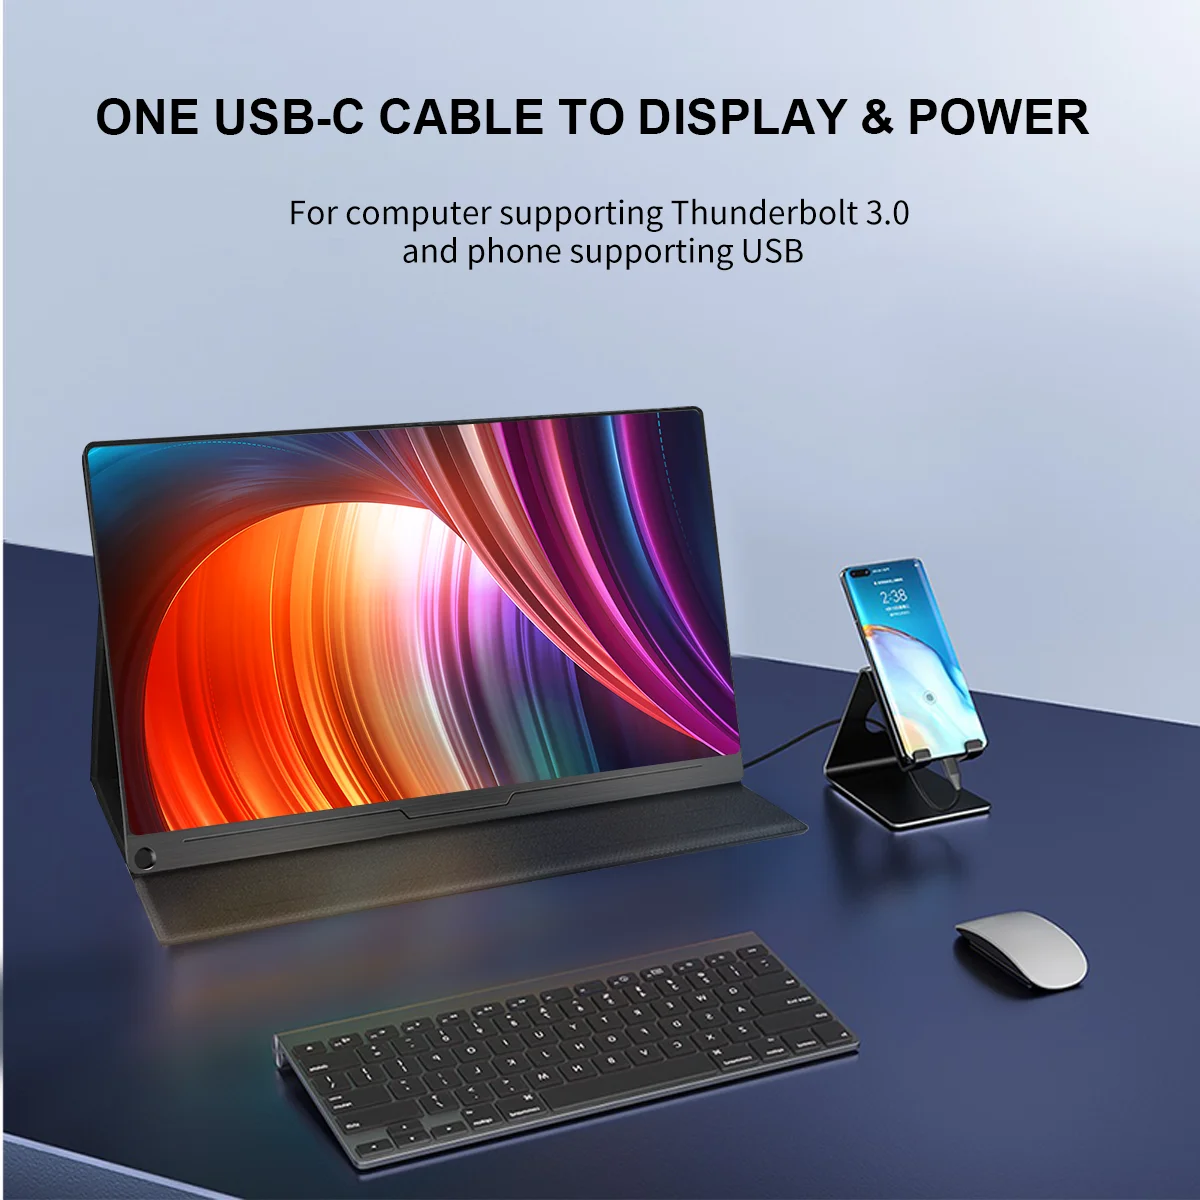 ONE USB-C CABLE TO DISPLAY & POWER
For computer supporting Thunderbolt 3.0
and phone supporting USB
2:38